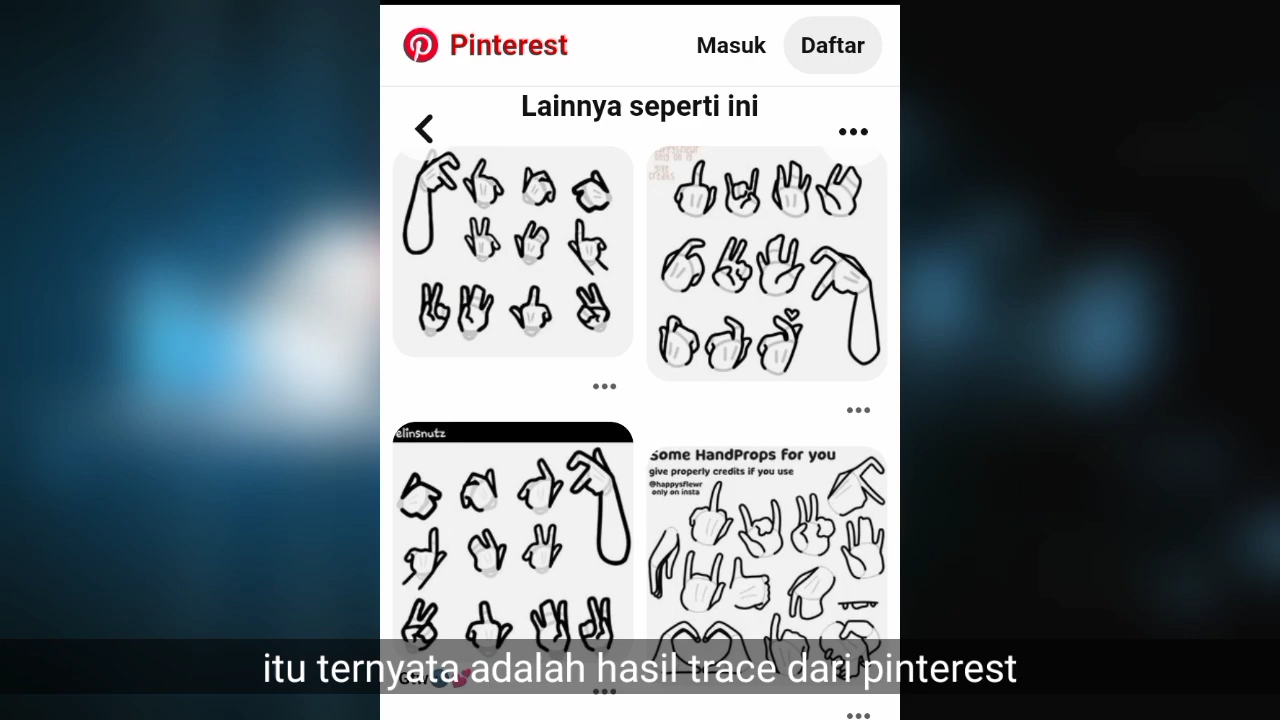 Pinterest
Masuk
Daftar
Lainnya seperti ini
elinsnutz
Some HandProps for you
give properly credits if you use
@happysflewr
only on insta
itu ternyata adalah hasil trace dari pinterest